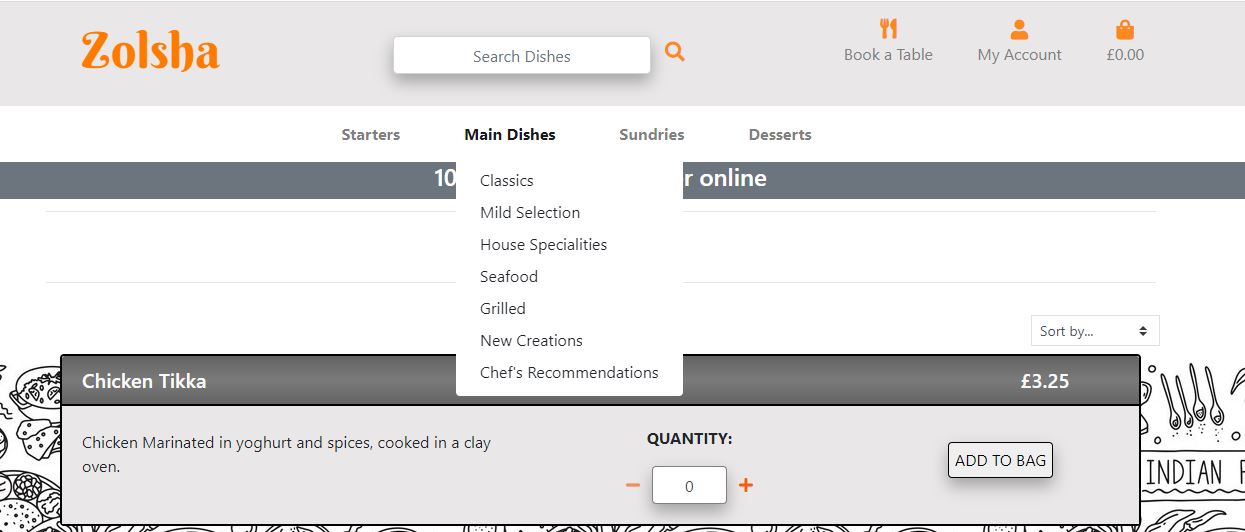 Zolsha
Search Dishes
Book a Table
My Account
£0.00
Starters
Main Dishes
Sundries
Desserts
10
online
Classics
Mild Selection
House Specialities
Seafood
Grilled
New Creations
Chef's Recommendations
Sort by...
Chicken Tikka
£3.25
Chicken Marinated in yoghurt and spices, cooked in a clay
oven.
QUANTITY:
0
ADD TO BAG
INDIAN